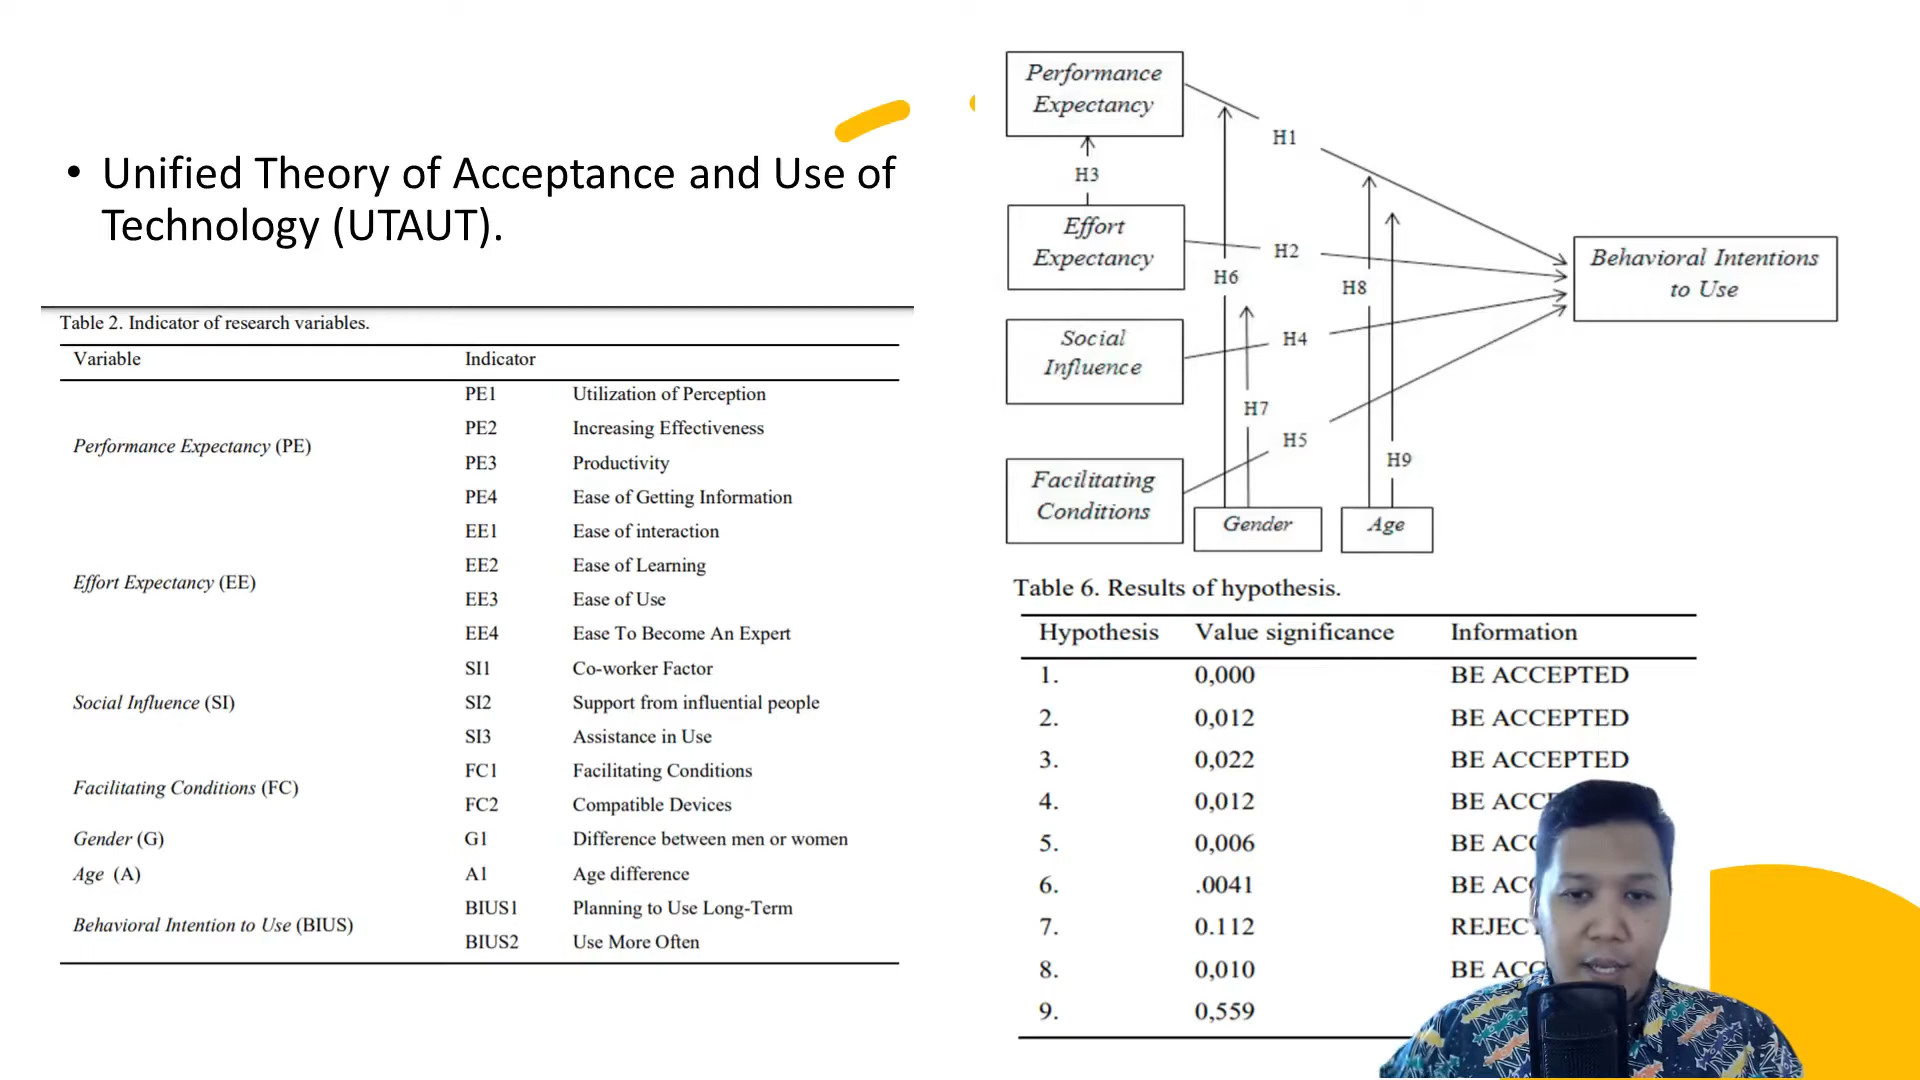 • Unified Theory of Acceptance and Use of
Technology (UTAUT).
Table 2. Indicator of research variables.
Variable Indicator
Performance Expectancy (PE)
PE1 Utilization of Perception
PE2 Increasing Effectiveness
PE3 Productivity
PE4 Ease of Getting Information
Effort Expectancy (EE)
EE1 Ease of interaction
EE2 Ease of Learning
EE3 Ease of Use
EE4 Ease To Become An Expert
Social Influence (SI)
SI1 Co-worker Factor
SI2 Support from influential people
SI3 Assistance in Use
Facilitating Conditions (FC)
FC1 Facilitating Conditions
FC2 Compatible Devices
Gender (G) G1 Difference between men or women
Age (A) A1 Age difference
Behavioral Intention to Use (BIUS)
BIUS1 Planning to Use Long-Term
BIUS2 Use More Often
Performance
Expectancy
H1
H3
Effort
Expectancy
H2
H6
H8
Behavioral Intentions
to Use
Social
Influence
H4
H7
H5
H9
Facilitating
Conditions
Gender
Age
Table 6. Results of hypothesis.
Hypothesis Value significance Information
1. 0,000 BE ACCEPTED
2. 0,012 BE ACCEPTED
3. 0,022 BE ACCEPTED
4. 0,012 BE
5. 0,006 BE
6. .0041 BE
7. 0.112
8. 0,010 BE
9. 0,559